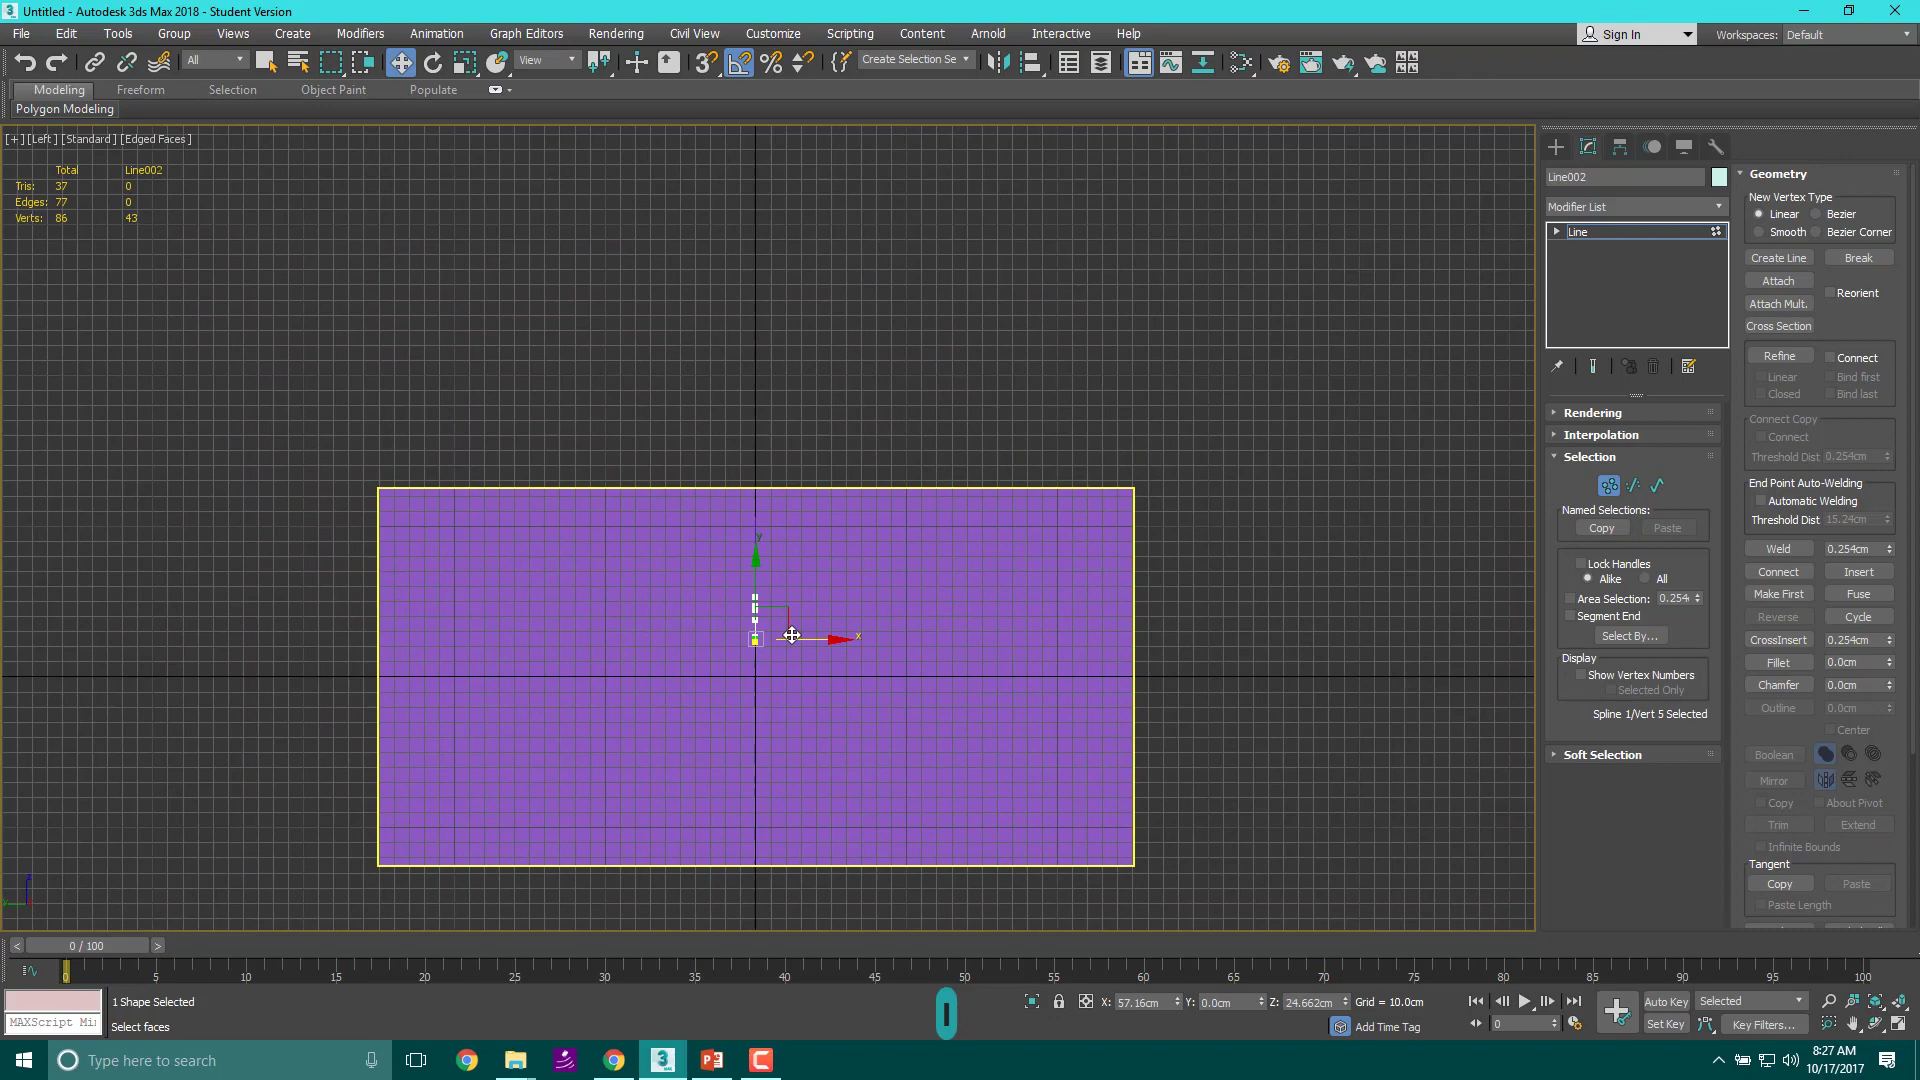 Untitled - Autodesk 3ds Max 2018 - Student Version
File Edit Tools Group Views Create Modifiers Animation Graph Editors Rendering Civil View Customize Scripting Content Arnold Interactive Help Sign In Workspaces: Default
All View Create Selection Se
Modeling Freeform Selection Object Paint Populate
Polygon Modeling
[+] [Left] [Standard] [Edged Faces]
Total Line002
Tris: 37 0
Edges: 77 0
Verts: 86 43
y
x
Line002
Modifier List
Line
Rendering
Interpolation
Selection
Named Selections:
Copy Paste
Lock Handles
Alike All
Area Selection: 0.254
Segment End
Select By...
Display
Show Vertex Numbers
Selected Only
Spline 1/Vert 5 Selected
Soft Selection
Geometry
New Vertex Type
Linear Bezier
Smooth Bezier Corner
Create Line Break
Attach
Reorient
Attach Mult.
Cross Section
Refine Connect
Linear Bind first
Closed Bind last
Connect Copy
Connect
Threshold Dist 0.254cm
End Point Auto-Welding
Automatic Welding
Threshold Dist 15.24cm
Weld 0.254cm
Connect Insert
Make First Fuse
Reverse Cycle
CrossInsert 0.254cm
Fillet 0.0cm
Chamfer 0.0cm
Outline 0.0cm
Center
Boolean
Mirror
Copy About Pivot
Trim Extend
Infinite Bounds
Tangent
Copy Paste
Paste Length
< 0 / 100 >
0 5 10 15 20 25 30 35 40 45 50 55 60 65 70 75 80 85 90 95 100
1 Shape Selected X: 57.16cm Y: 0.0cm Z: 24.662cm Grid = 10.0cm Auto Key Selected
MAXScript Mi Select faces Add Time Tag 0 Set Key Key Filters...
Type here to search
8:27 AM
10/17/2017